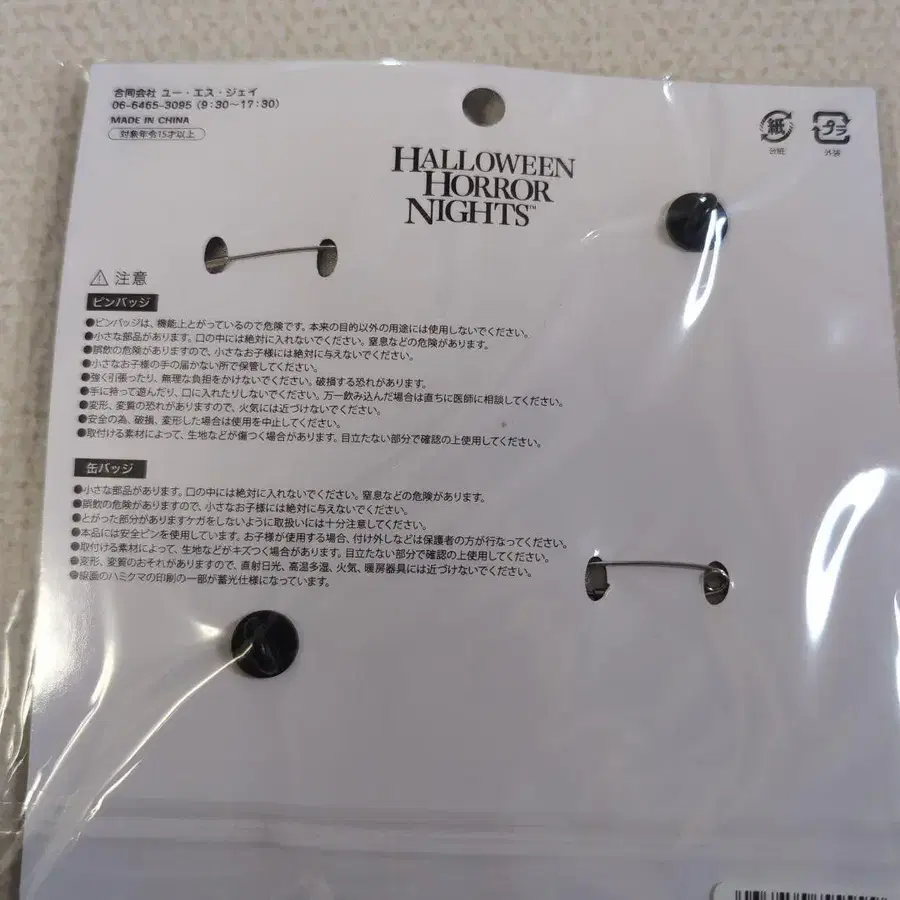 合同会社 ユー・エス・ジェイ
06-6465-3095 (9:30〜17:30)
MADE IN CHINA
対象年令15才以上
紙
台紙
プラ
外装
HALLOWEEN
HORROR
NIGHTS™
注意
ピンバッジ
●ピンバッジは、機能上とがっているので危険です。本来の目的以外の用途には使用しないでください。
●小さな部品があります。口の中には絶対に入れないでください。窒息などの危険があります。
●誤飲の危険がありますので、小さなお子様には絶対に与えないでください。
●小さなお子様の手の届かない所で保管してください。
●強く引張ったり、無理な負担をかけないでください。破損する恐れがあります。
●手に持って遊んだり、口に入れたりしないでください。万一飲み込んだ場合は直ちに医師に相談してください。
●変形、変質の恐れがありますので、火気には近づけないでください。
●安全の為、破損、変形した場合は使用を中止してください。
●取付ける素材によって、生地などが傷つく場合があります。目立たない部分で確認の上使用してください。
缶バッジ
●小さな部品があります。口の中には絶対に入れないでください。窒息などの危険があります。
●誤飲の危険がありますので、小さなお子様には絶対に与えないでください。
●とがった部分がありますケガをしないように取扱いには十分注意してください。
●本品には安全ピンを使用しています。お子様が使用する場合、付け外しなどは保護者の方が行なってください。
●取付ける素材によって、生地などがキズつく場合があります。目立たない部分で確認の上使用してください。
●変形、変質のおそれがありますので、直射日光、高温多湿、火気、暖房器具には近づけないでください。
●版面のハミクマの印刷の一部が蓄光仕様になっています。